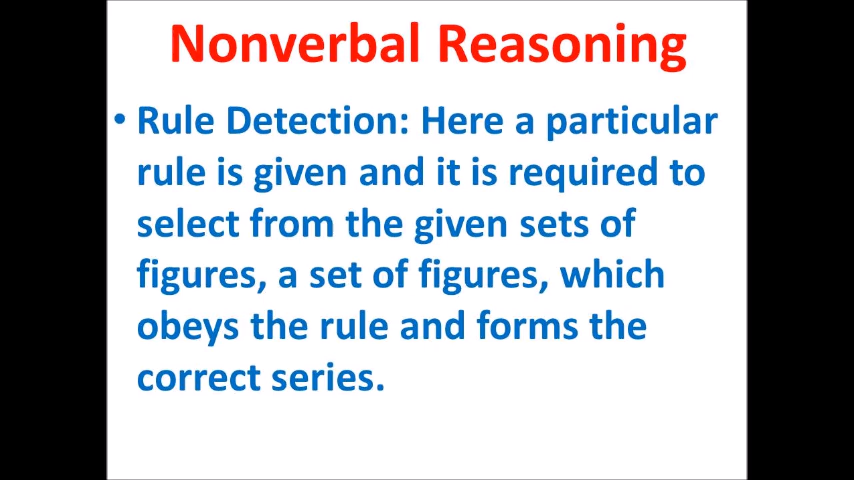 Nonverbal Reasoning
• Rule Detection: Here a particular
rule is given and it is required to
select from the given sets of
figures, a set of figures, which
obeys the rule and forms the
correct series.